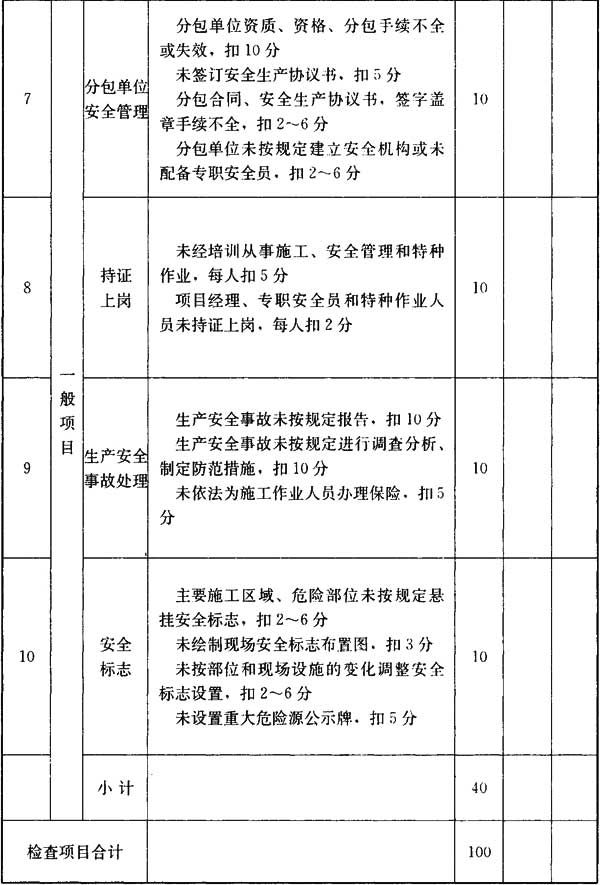 7
一般项目
分包单位
安全管理
分包单位资质、资格、分包手续不全
或失效，扣10分
未签订安全生产协议书，扣5分
分包合同、安全生产协议书，签字盖
章手续不全，扣2～6分
分包单位未按规定建立安全机构或未
配备专职安全员，扣2～6分
10
8
持证
上岗
未经培训从事施工、安全管理和特种
作业，每人扣5分
项目经理、专职安全员和特种作业人
员未持证上岗，每人扣2分
10
9
生产安全
事故处理
生产安全事故未按规定报告，扣10分
生产安全事故未按规定进行调查分析、
制定防范措施，扣10分
未依法为施工作业人员办理保险，扣5
分
10
10
安全
标志
主要施工区域、危险部位未按规定悬
挂安全标志，扣2～6分
未绘制现场安全标志布置图，扣3分
未按部位和现场设施的变化调整安全
标志设置，扣2～6分
未设置重大危险源公示牌，扣5分
10
小计
40
检查项目合计
100